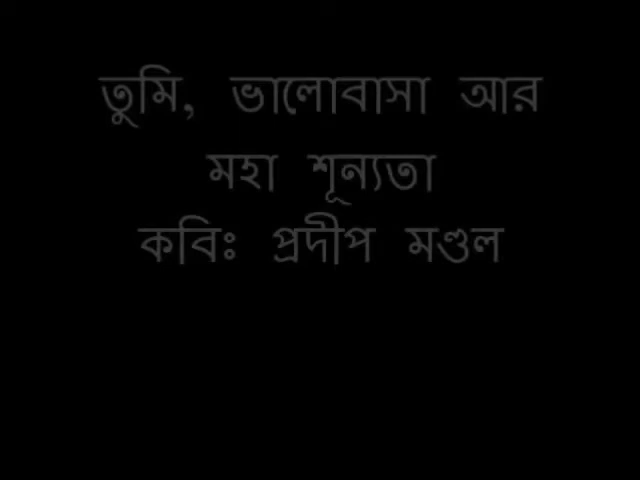 তুমি, ভালোবাসা আর
মহা শূন্যতা
কবিঃ প্রদীপ মণ্ডল